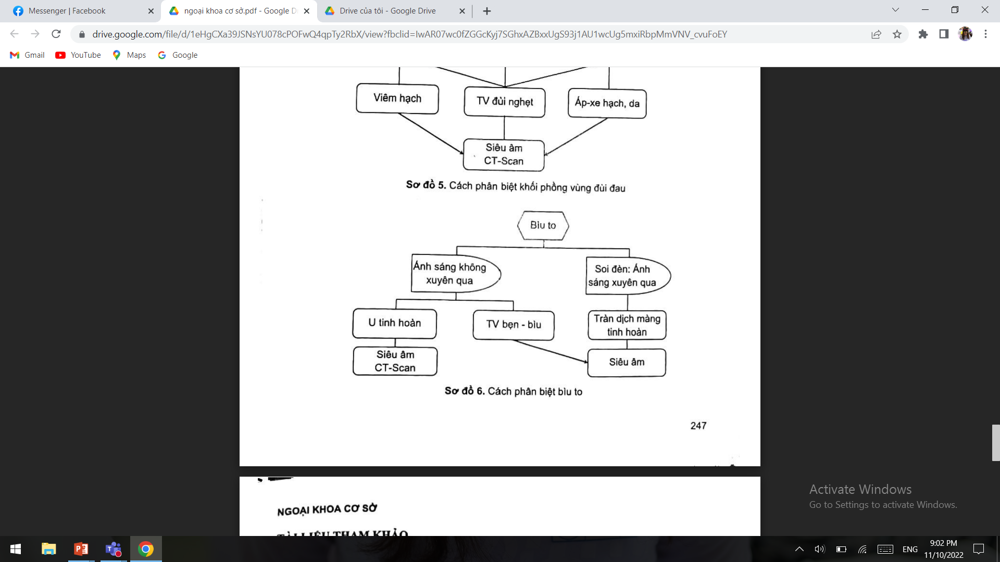 Messenger | Facebook
ngoại khoa cơ sở.pdf - Google D
Drive của tôi - Google Drive
drive.google.com/file/d/1eHgCXa39JSNsYU078cPOFwQ4qpTy2RbX/view?fbclid=IwAR07wc0fZGGcKyj7SGhxAZBxxUgS93j1AU1wcUg5mxiRbpMmVNV_cvuFoEY
Gmail
YouTube
Maps
Google
Viêm hạch
TV đùi nghẹt
Áp-xe hạch, da
Siêu âm
CT-Scan
Sơ đồ 5. Cách phân biệt khối phồng vùng đùi đau
Bìu to
Ánh sáng không
xuyên qua
Soi đèn: Ánh
sáng xuyên qua
U tinh hoàn
TV bẹn - bìu
Tràn dịch màng
tinh hoàn
Siêu âm
CT-Scan
Siêu âm
Sơ đồ 6. Cách phân biệt bìu to
247
Activate Windows
Go to Settings to activate Windows.
NGOẠI KHOA CƠ SỞ
TÀI LIỆU THAM KHẢO
ENG
9:02 PM
11/10/2022